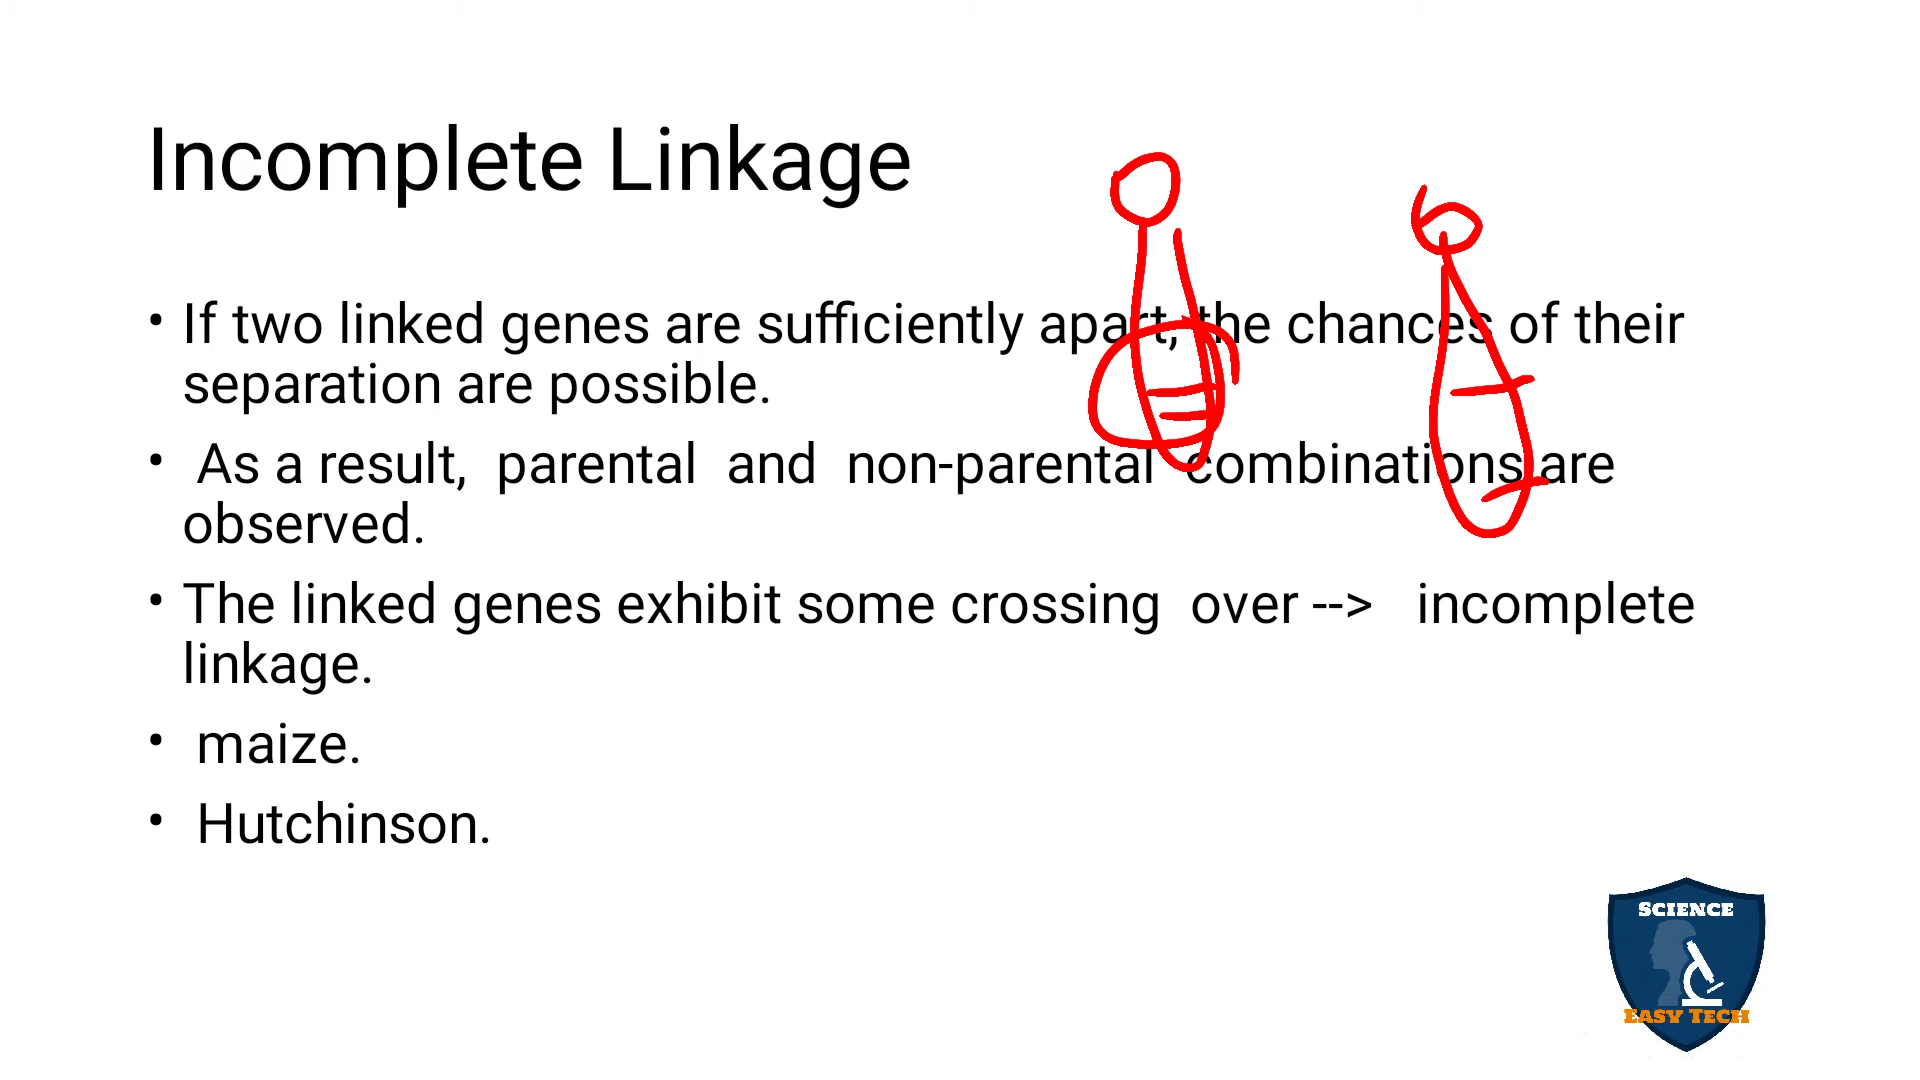 Incomplete Linkage
• If two linked genes are sufficiently apart, the chances of their
separation are possible.
• As a result, parental and non-parental combinations are
observed.
• The linked genes exhibit some crossing over --> incomplete
linkage.
• maize.
• Hutchinson.
SCIENCE
EASY TECH